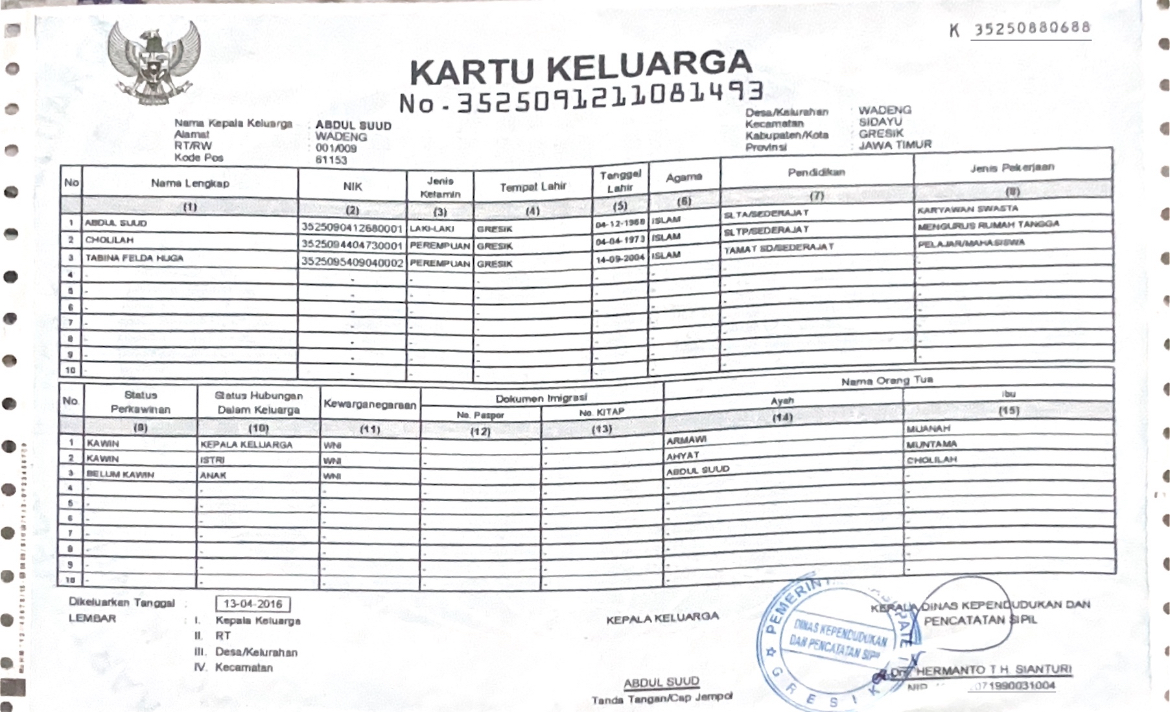 K 35250880688
KARTU KELUARGA
No. 3525091211081493
Nama Kepala Keluarga : ABDUL SUUD
Alamat : WADENG
RT/RW : 001/009
Kode Pos : 61153
Desa/Kelurahan : WADENG
Kecamatan : SIDAYU
Kabupaten/Kota : GRESIK
Provinsi : JAWA TIMUR
No Nama Lengkap NIK Jenis Kelamin Tempat Lahir Tanggal Lahir Agama Pendidikan Jenis Pekerjaan
(1) (2) (3) (4) (5) (6) (7) (8)
1 ABDUL SUUD 3525090412680001 LAKI-LAKI GRESIK 04-12-1968 ISLAM SLTA/SEDERAJAT KARYAWAN SWASTA
2 CHOLILAH 3525094404730001 PEREMPUAN GRESIK 04-04-1973 ISLAM SLTP/SEDERAJAT MENGURUS RUMAH TANGGA
3 TABINA FELDA HUGA 3525095409040002 PEREMPUAN GRESIK 14-09-2004 ISLAM TAMAT SD/SEDERAJAT PELAJAR/MAHASISWA
4 - - - - - - - -
5 - - - - - - - -
6 - - - - - - - -
7 - - - - - - - -
8 - - - - - - - -
9 - - - - - - - -
10 - - - - - - - -
No. Status Perkawinan Status Hubungan Dalam Keluarga Kewarganegaraan Dokumen Imigrasi Nama Orang Tua
No. Paspor No. KITAP Ayah Ibu
(9) (10) (11) (12) (13) (14) (15)
1 KAWIN KEPALA KELUARGA WNI - - ARMAWI MUANAH
2 KAWIN ISTRI WNI - - AHYAT MUNTAMA
3 BELUM KAWIN ANAK WNI - - ABDUL SUUD CHOLILAH
4 - - - - - - -
5 - - - - - - -
6 - - - - - - -
7 - - - - - - -
8 - - - - - - -
9 - - - - - - -
10 - - - - - - -
Dikeluarkan Tanggal : 13-04-2016
LEMBAR : I. Kepala Keluarga
II. RT
III. Desa/Kelurahan
IV. Kecamatan
KEPALA KELUARGA
ABDUL SUUD
Tanda Tangan/Cap Jempol
KEPALA DINAS KEPENDUDUKAN DAN
PENCATATAN SIPIL
DINAS KEPENDUDUKAN
DAN PENCATATAN SIPIL
GRESIK
HERMANTO T H. SIANTURI
NIP
071990031004